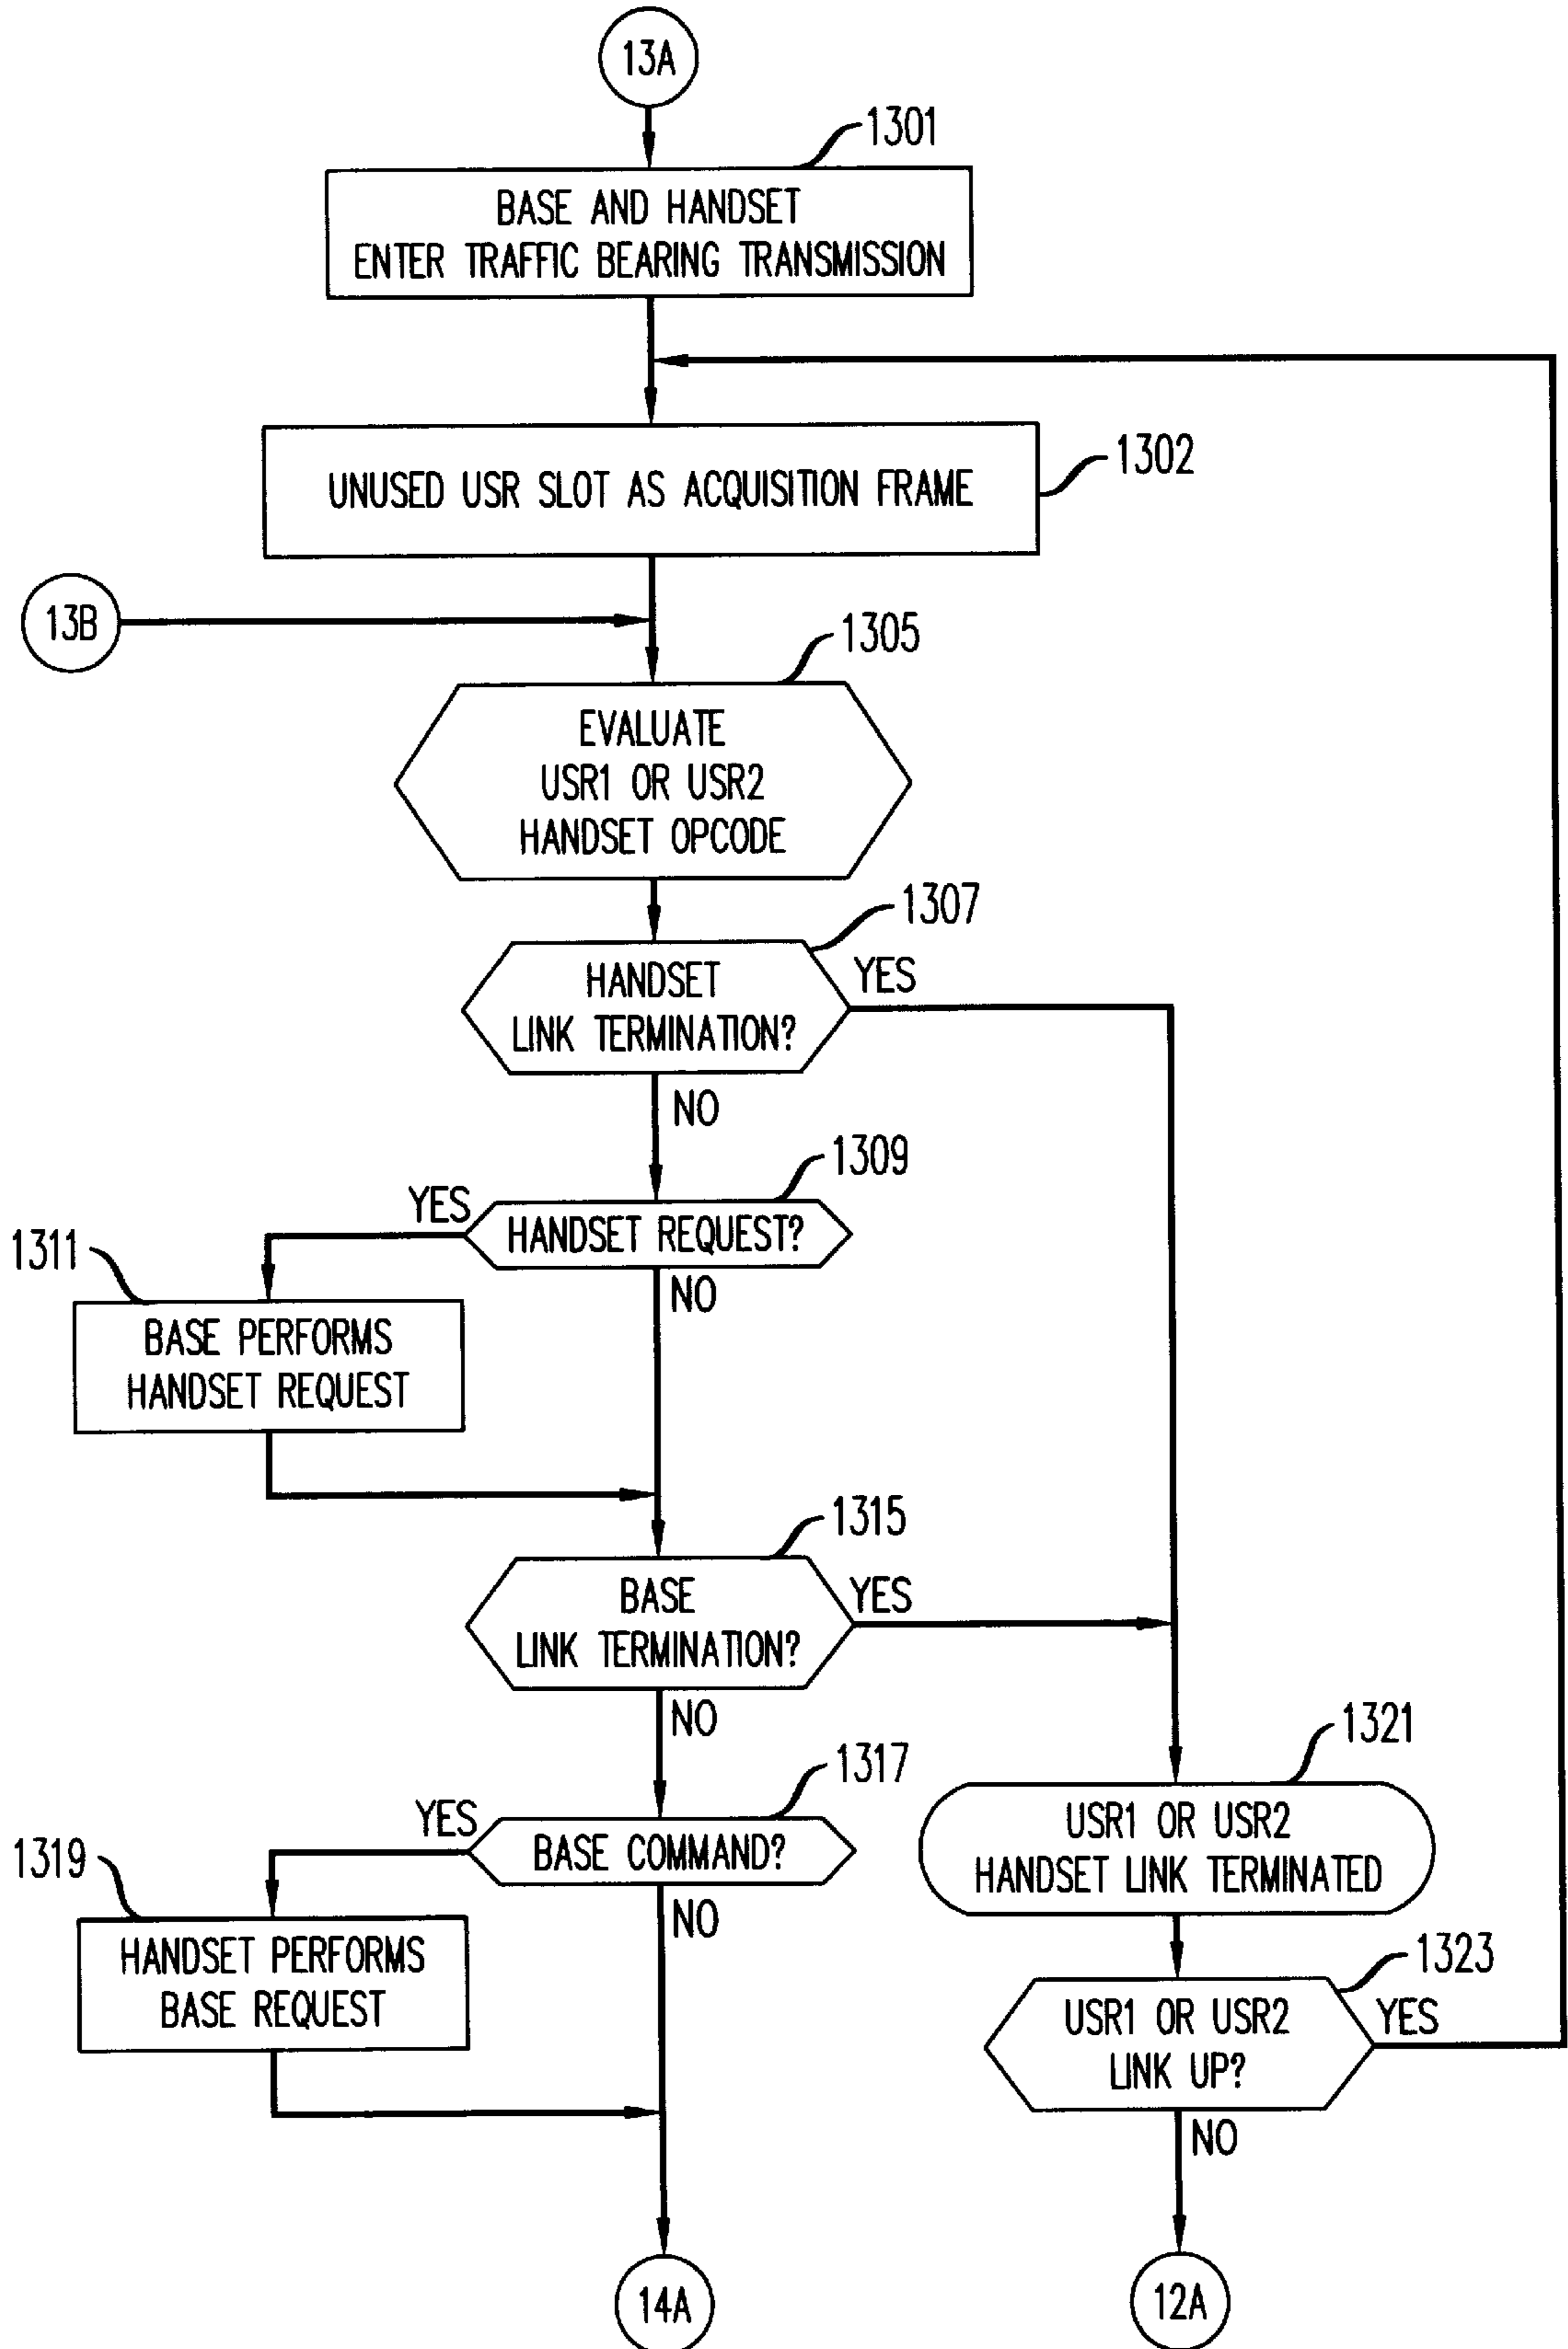 13A
1301
BASE AND HANDSET
ENTER TRAFFIC BEARING TRANSMISSION
UNUSED USR SLOT AS ACQUISITION FRAME
1302
13B
1305
EVALUATE
USR1 OR USR2
HANDSET OPCODE
1307
HANDSET
LINK TERMINATION?
YES
NO
1309
YES
HANDSET REQUEST?
NO
1311
BASE PERFORMS
HANDSET REQUEST
1315
BASE
LINK TERMINATION?
YES
NO
1317
YES
BASE COMMAND?
NO
1319
HANDSET PERFORMS
BASE REQUEST
1321
USR1 OR USR2
HANDSET LINK TERMINATED
1323
USR1 OR USR2
LINK UP?
YES
NO
14A
12A